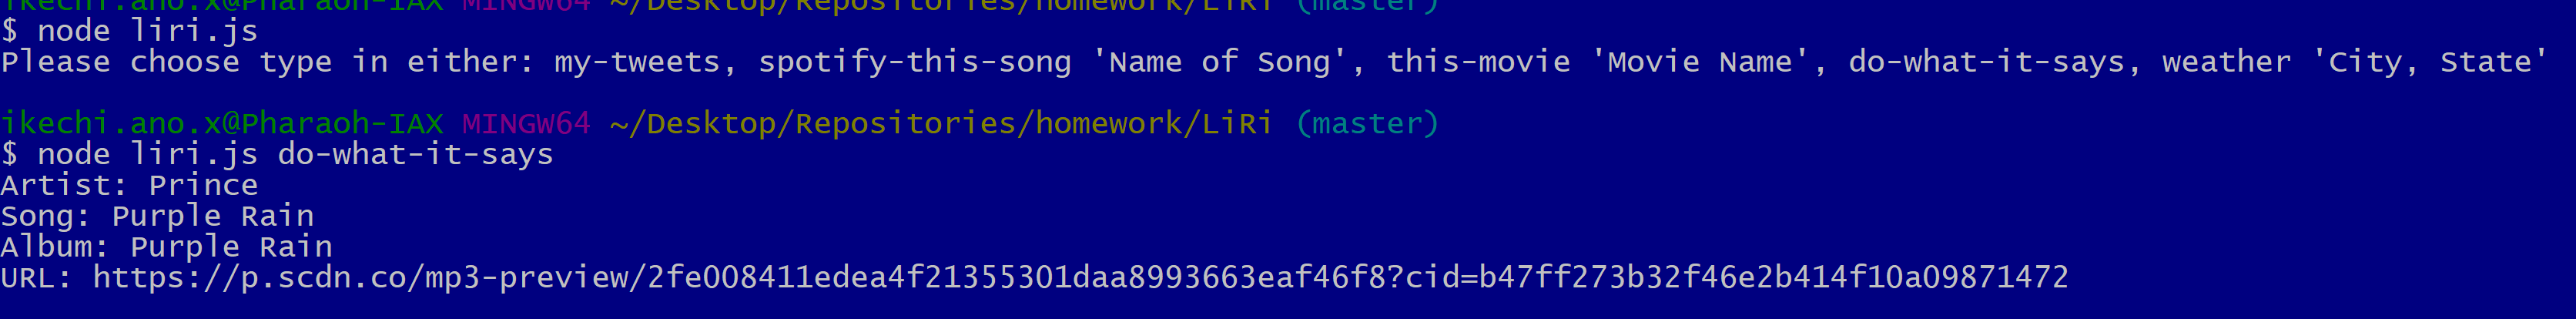 ikechi.ano.x@Pharaoh-IAX MINGW64 ~/Desktop/Repositories/homework/LiRi (master)
$ node liri.js
Please choose type in either: my-tweets, spotify-this-song 'Name of Song', this-movie 'Movie Name', do-what-it-says, weather 'City, State'
ikechi.ano.x@Pharaoh-IAX MINGW64 ~/Desktop/Repositories/homework/LiRi (master)
$ node liri.js do-what-it-says
Artist: Prince
Song: Purple Rain
Album: Purple Rain
URL: https://p.scdn.co/mp3-preview/2fe008411edea4f21355301daa8993663eaf46f8?cid=b47ff273b32f46e2b414f10a09871472